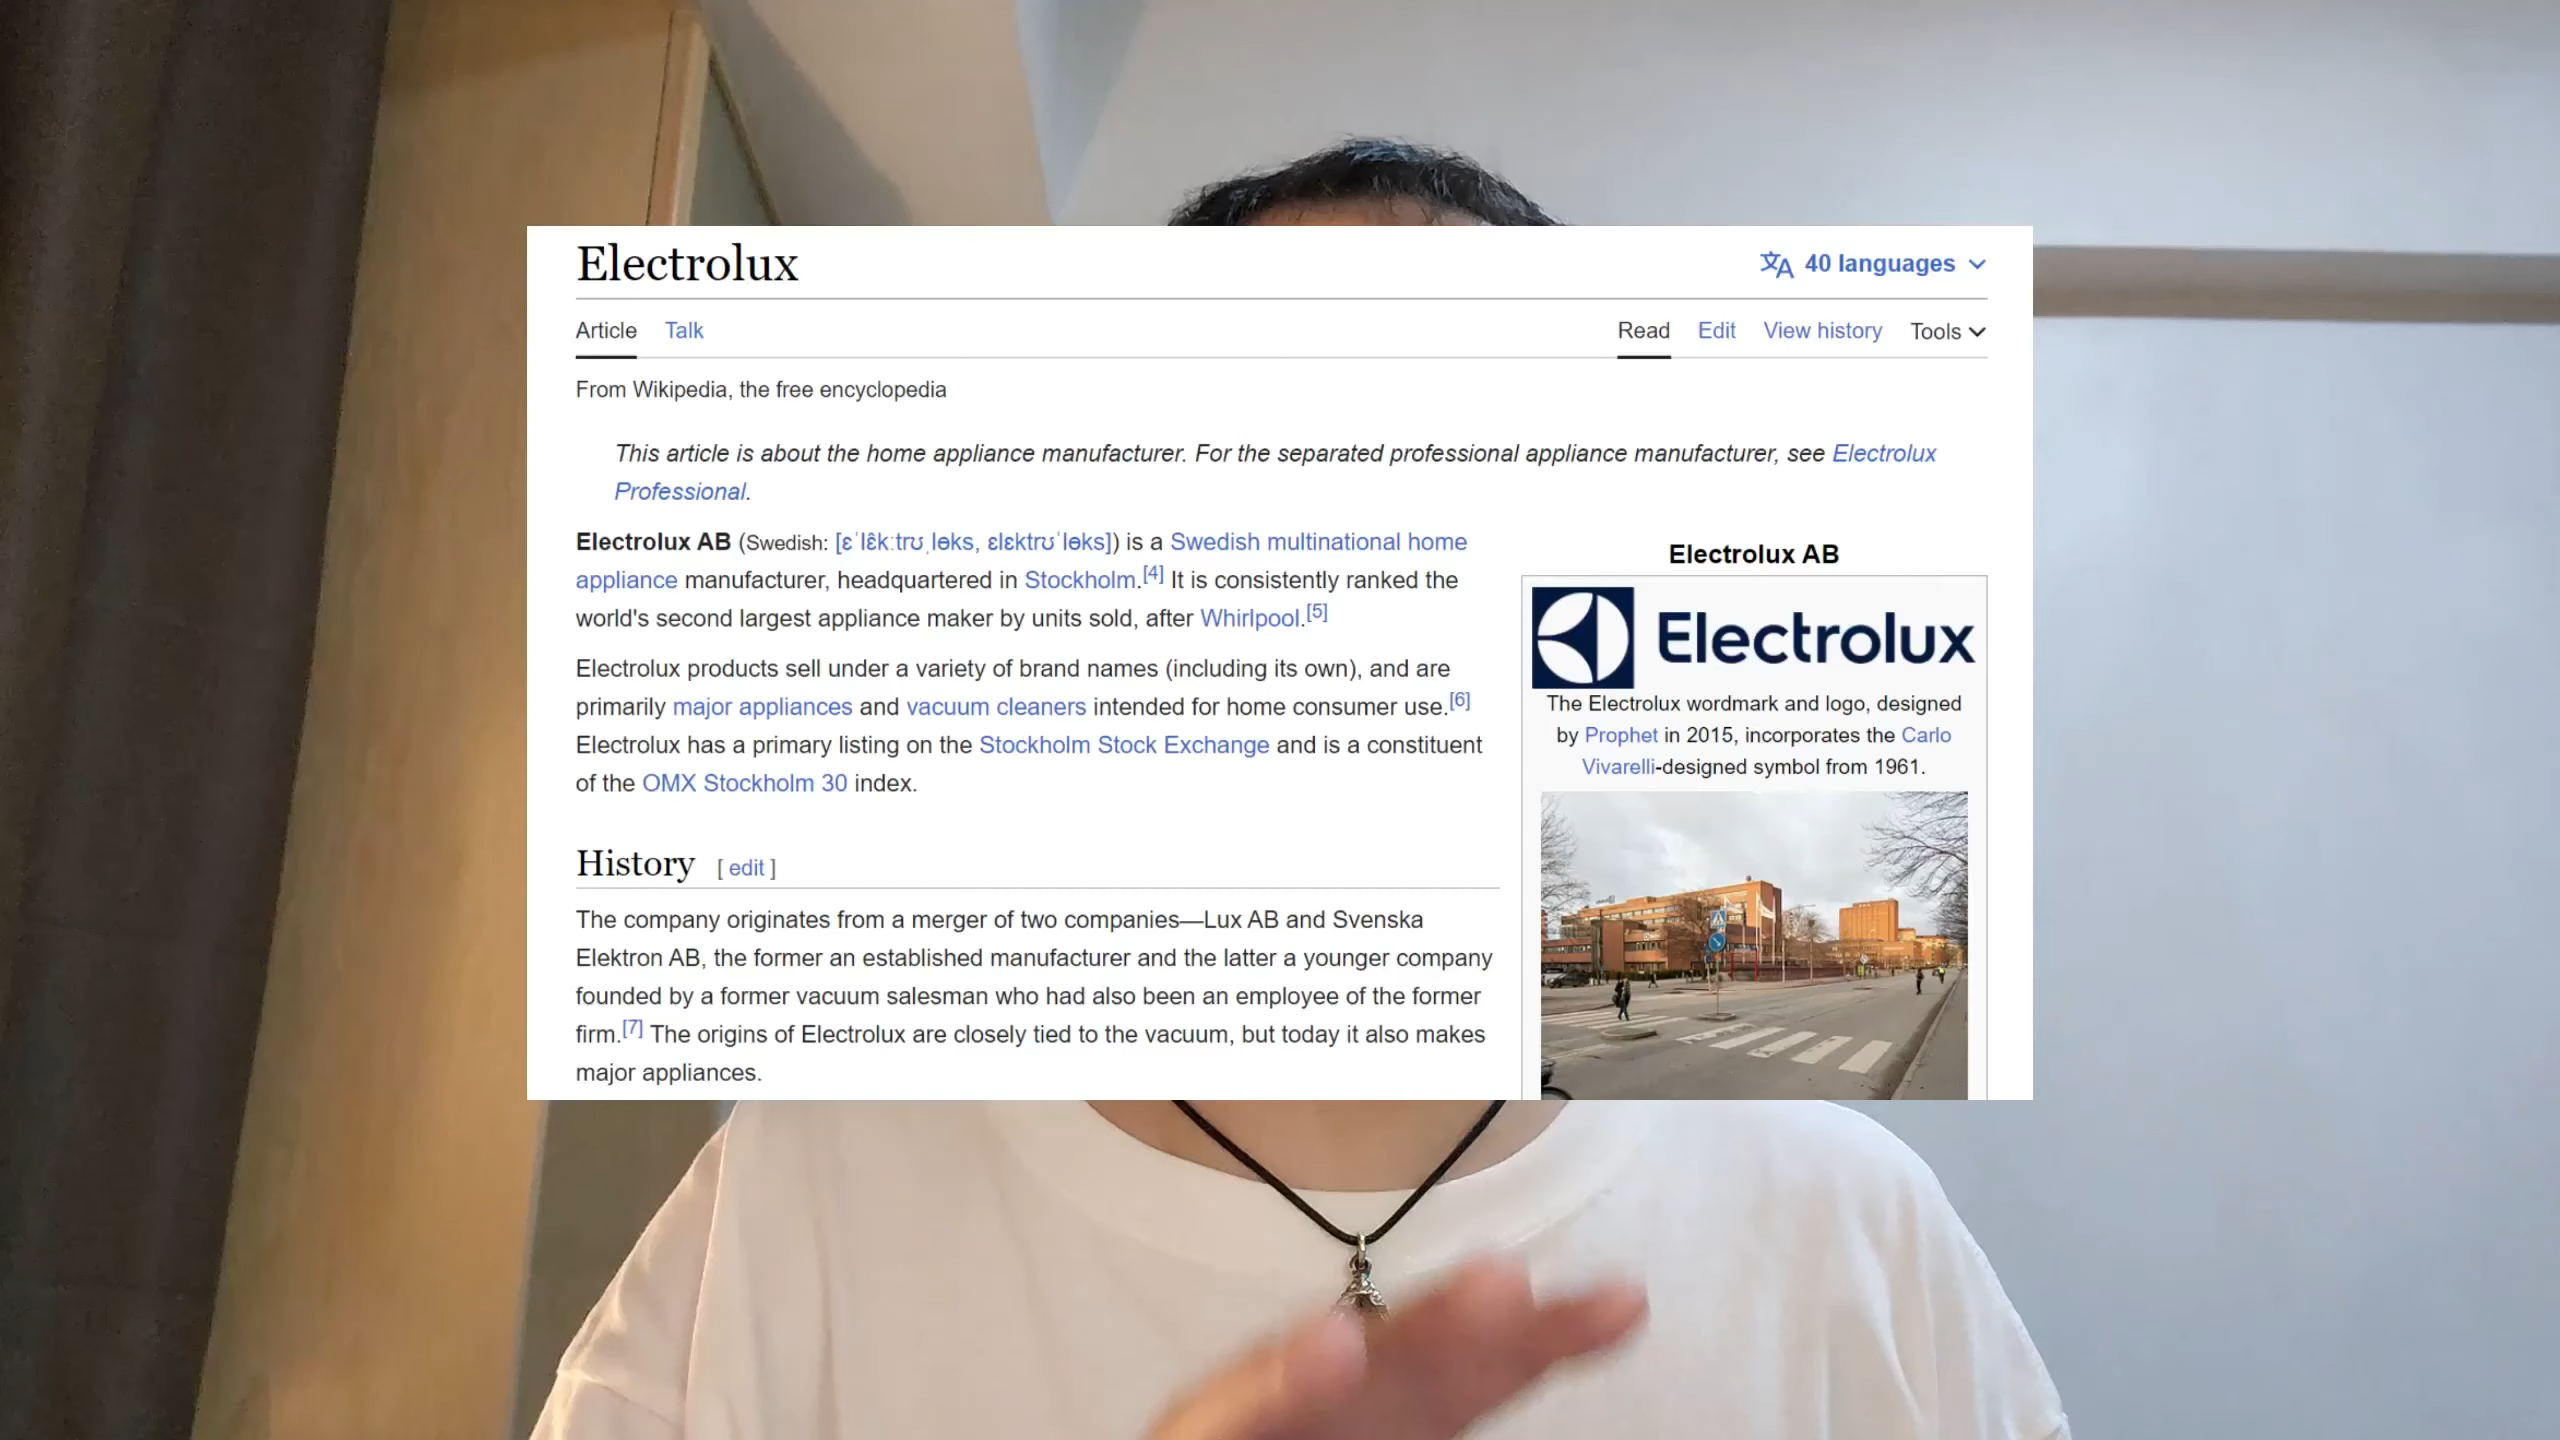 Electrolux
40 languages
Article Talk
Read Edit View history Tools
From Wikipedia, the free encyclopedia
This article is about the home appliance manufacturer. For the separated professional appliance manufacturer, see Electrolux
Professional.
Electrolux AB (Swedish: [ɛˈlɛ̂kːtrʊˌlɵks, ɛlɛktrʊˈlɵks]) is a Swedish multinational home
appliance manufacturer, headquartered in Stockholm.[4] It is consistently ranked the
world's second largest appliance maker by units sold, after Whirlpool.[5]
Electrolux products sell under a variety of brand names (including its own), and are
primarily major appliances and vacuum cleaners intended for home consumer use.[6]
Electrolux has a primary listing on the Stockholm Stock Exchange and is a constituent
of the OMX Stockholm 30 index.
History [ edit ]
The company originates from a merger of two companies—Lux AB and Svenska
Elektron AB, the former an established manufacturer and the latter a younger company
founded by a former vacuum salesman who had also been an employee of the former
firm.[7] The origins of Electrolux are closely tied to the vacuum, but today it also makes
major appliances.
Electrolux AB
Electrolux
The Electrolux wordmark and logo, designed
by Prophet in 2015, incorporates the Carlo
Vivarelli-designed symbol from 1961.